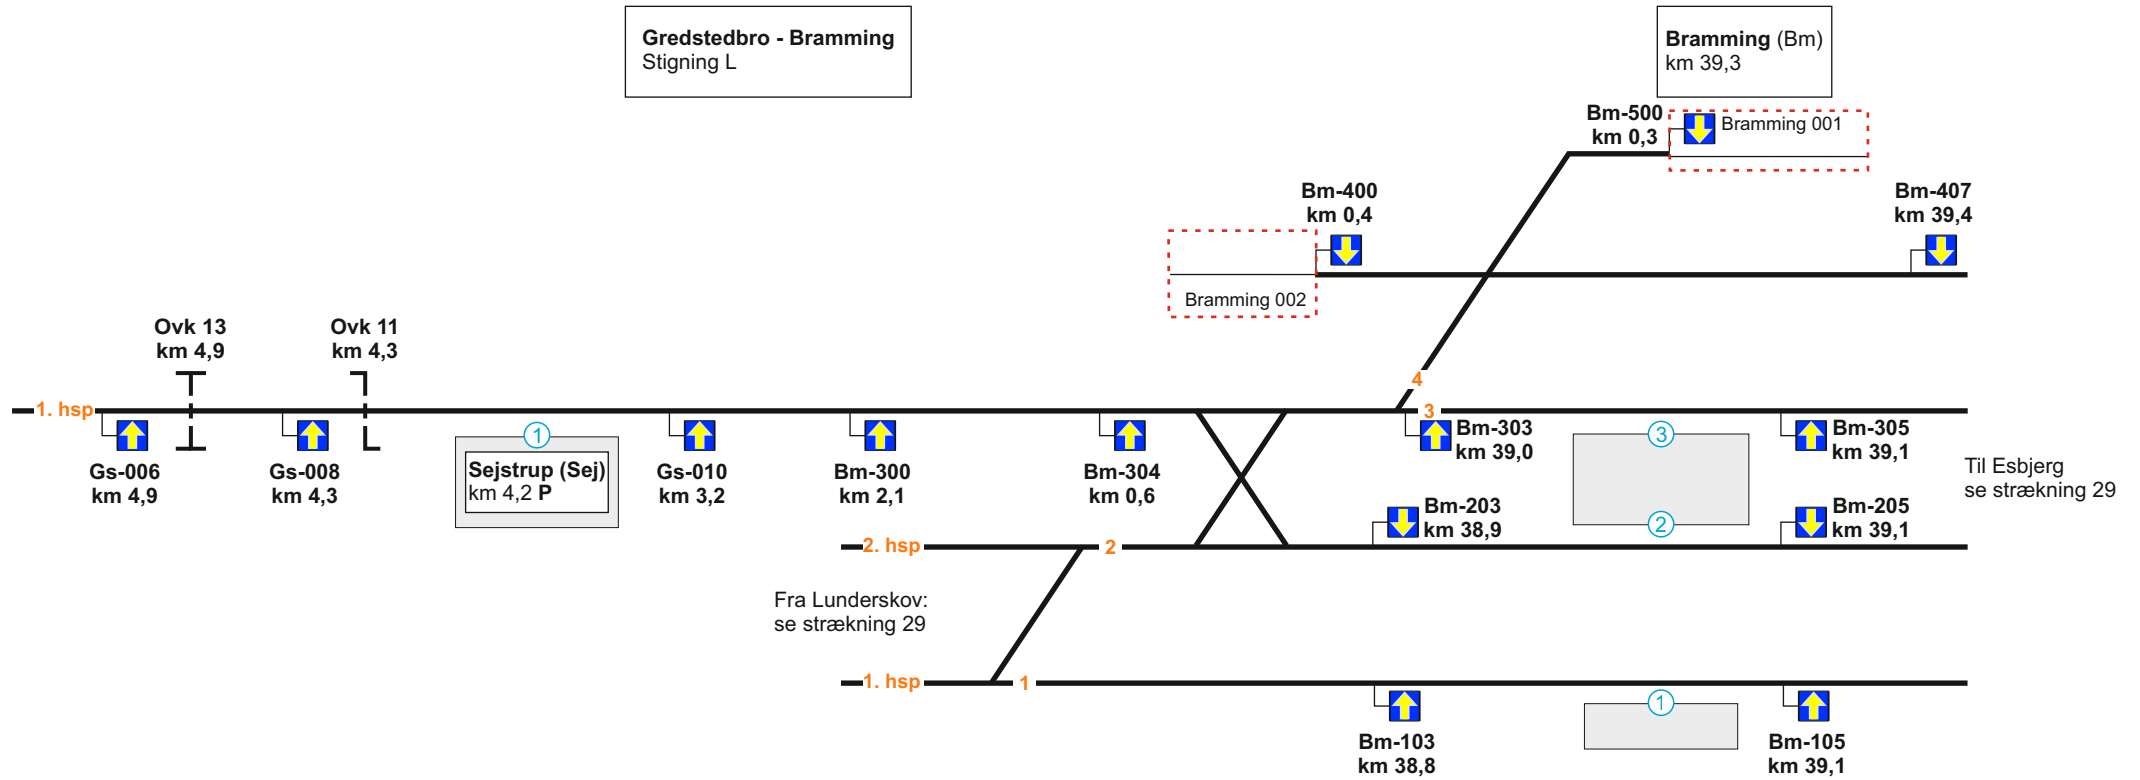 Gredstedbro - Bramming
Stigning L
Bramming (Bm)
km 39,3
Bm-500
km 0,3
Bramming 001
Bm-400
km 0,4
Bm-407
km 39,4
Bramming 002
Ovk 13
km 4,9
Ovk 11
km 4,3
4
1. hsp
3
1
3
Gs-006
km 4,9
Gs-008
km 4,3
Sejstrup (Sej)
km 4,2 P
Gs-010
km 3,2
Bm-300
km 2,1
Bm-304
km 0,6
Bm-303
km 39,0
Bm-305
km 39,1
Til Esbjerg
se strækning 29
Bm-203
km 38,9
2
Bm-205
km 39,1
2. hsp
2
Fra Lunderskov:
se strækning 29
1. hsp
1
1
Bm-103
km 38,8
Bm-105
km 39,1